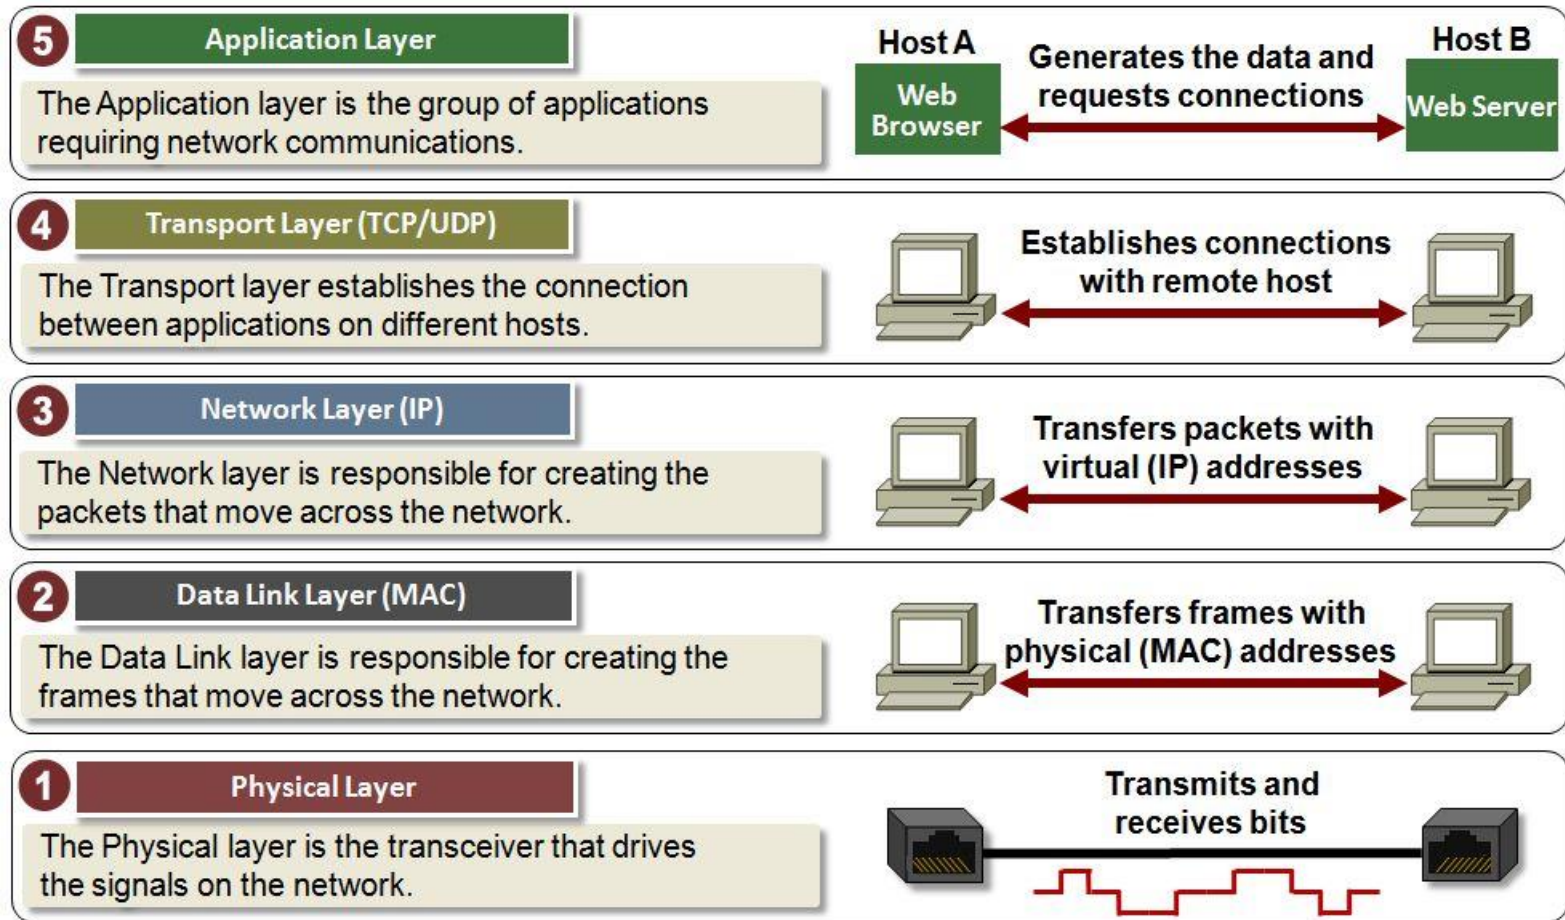 5
Application Layer
The Application layer is the group of applications
requiring network communications.
Host A
Web
Browser
Generates the data and
requests connections
Host B
Web Server
4
Transport Layer (TCP/UDP)
The Transport layer establishes the connection
between applications on different hosts.
Establishes connections
with remote host
3
Network Layer (IP)
The Network layer is responsible for creating the
packets that move across the network.
Transfers packets with
virtual (IP) addresses
2
Data Link Layer (MAC)
The Data Link layer is responsible for creating the
frames that move across the network.
Transfers frames with
physical (MAC) addresses
1
Physical Layer
The Physical layer is the transceiver that drives
the signals on the network.
Transmits and
receives bits